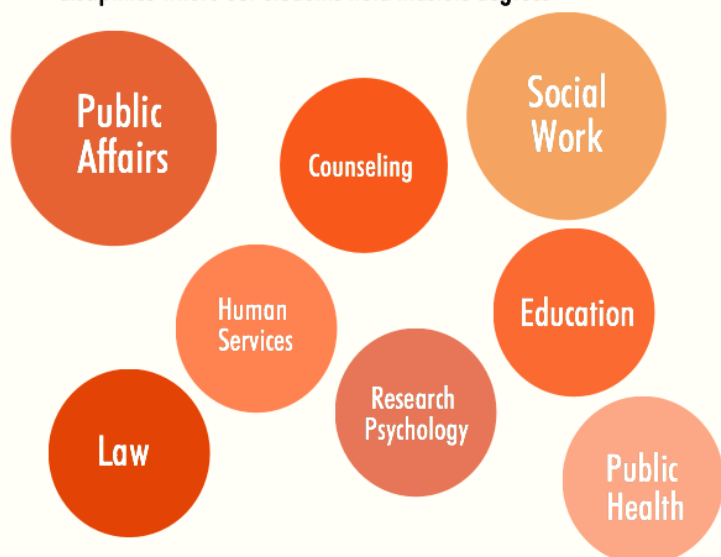 Public
Affairs
Social
Work
Counseling
Human
Services
Education
Research
Psychology
Law
Public
Health